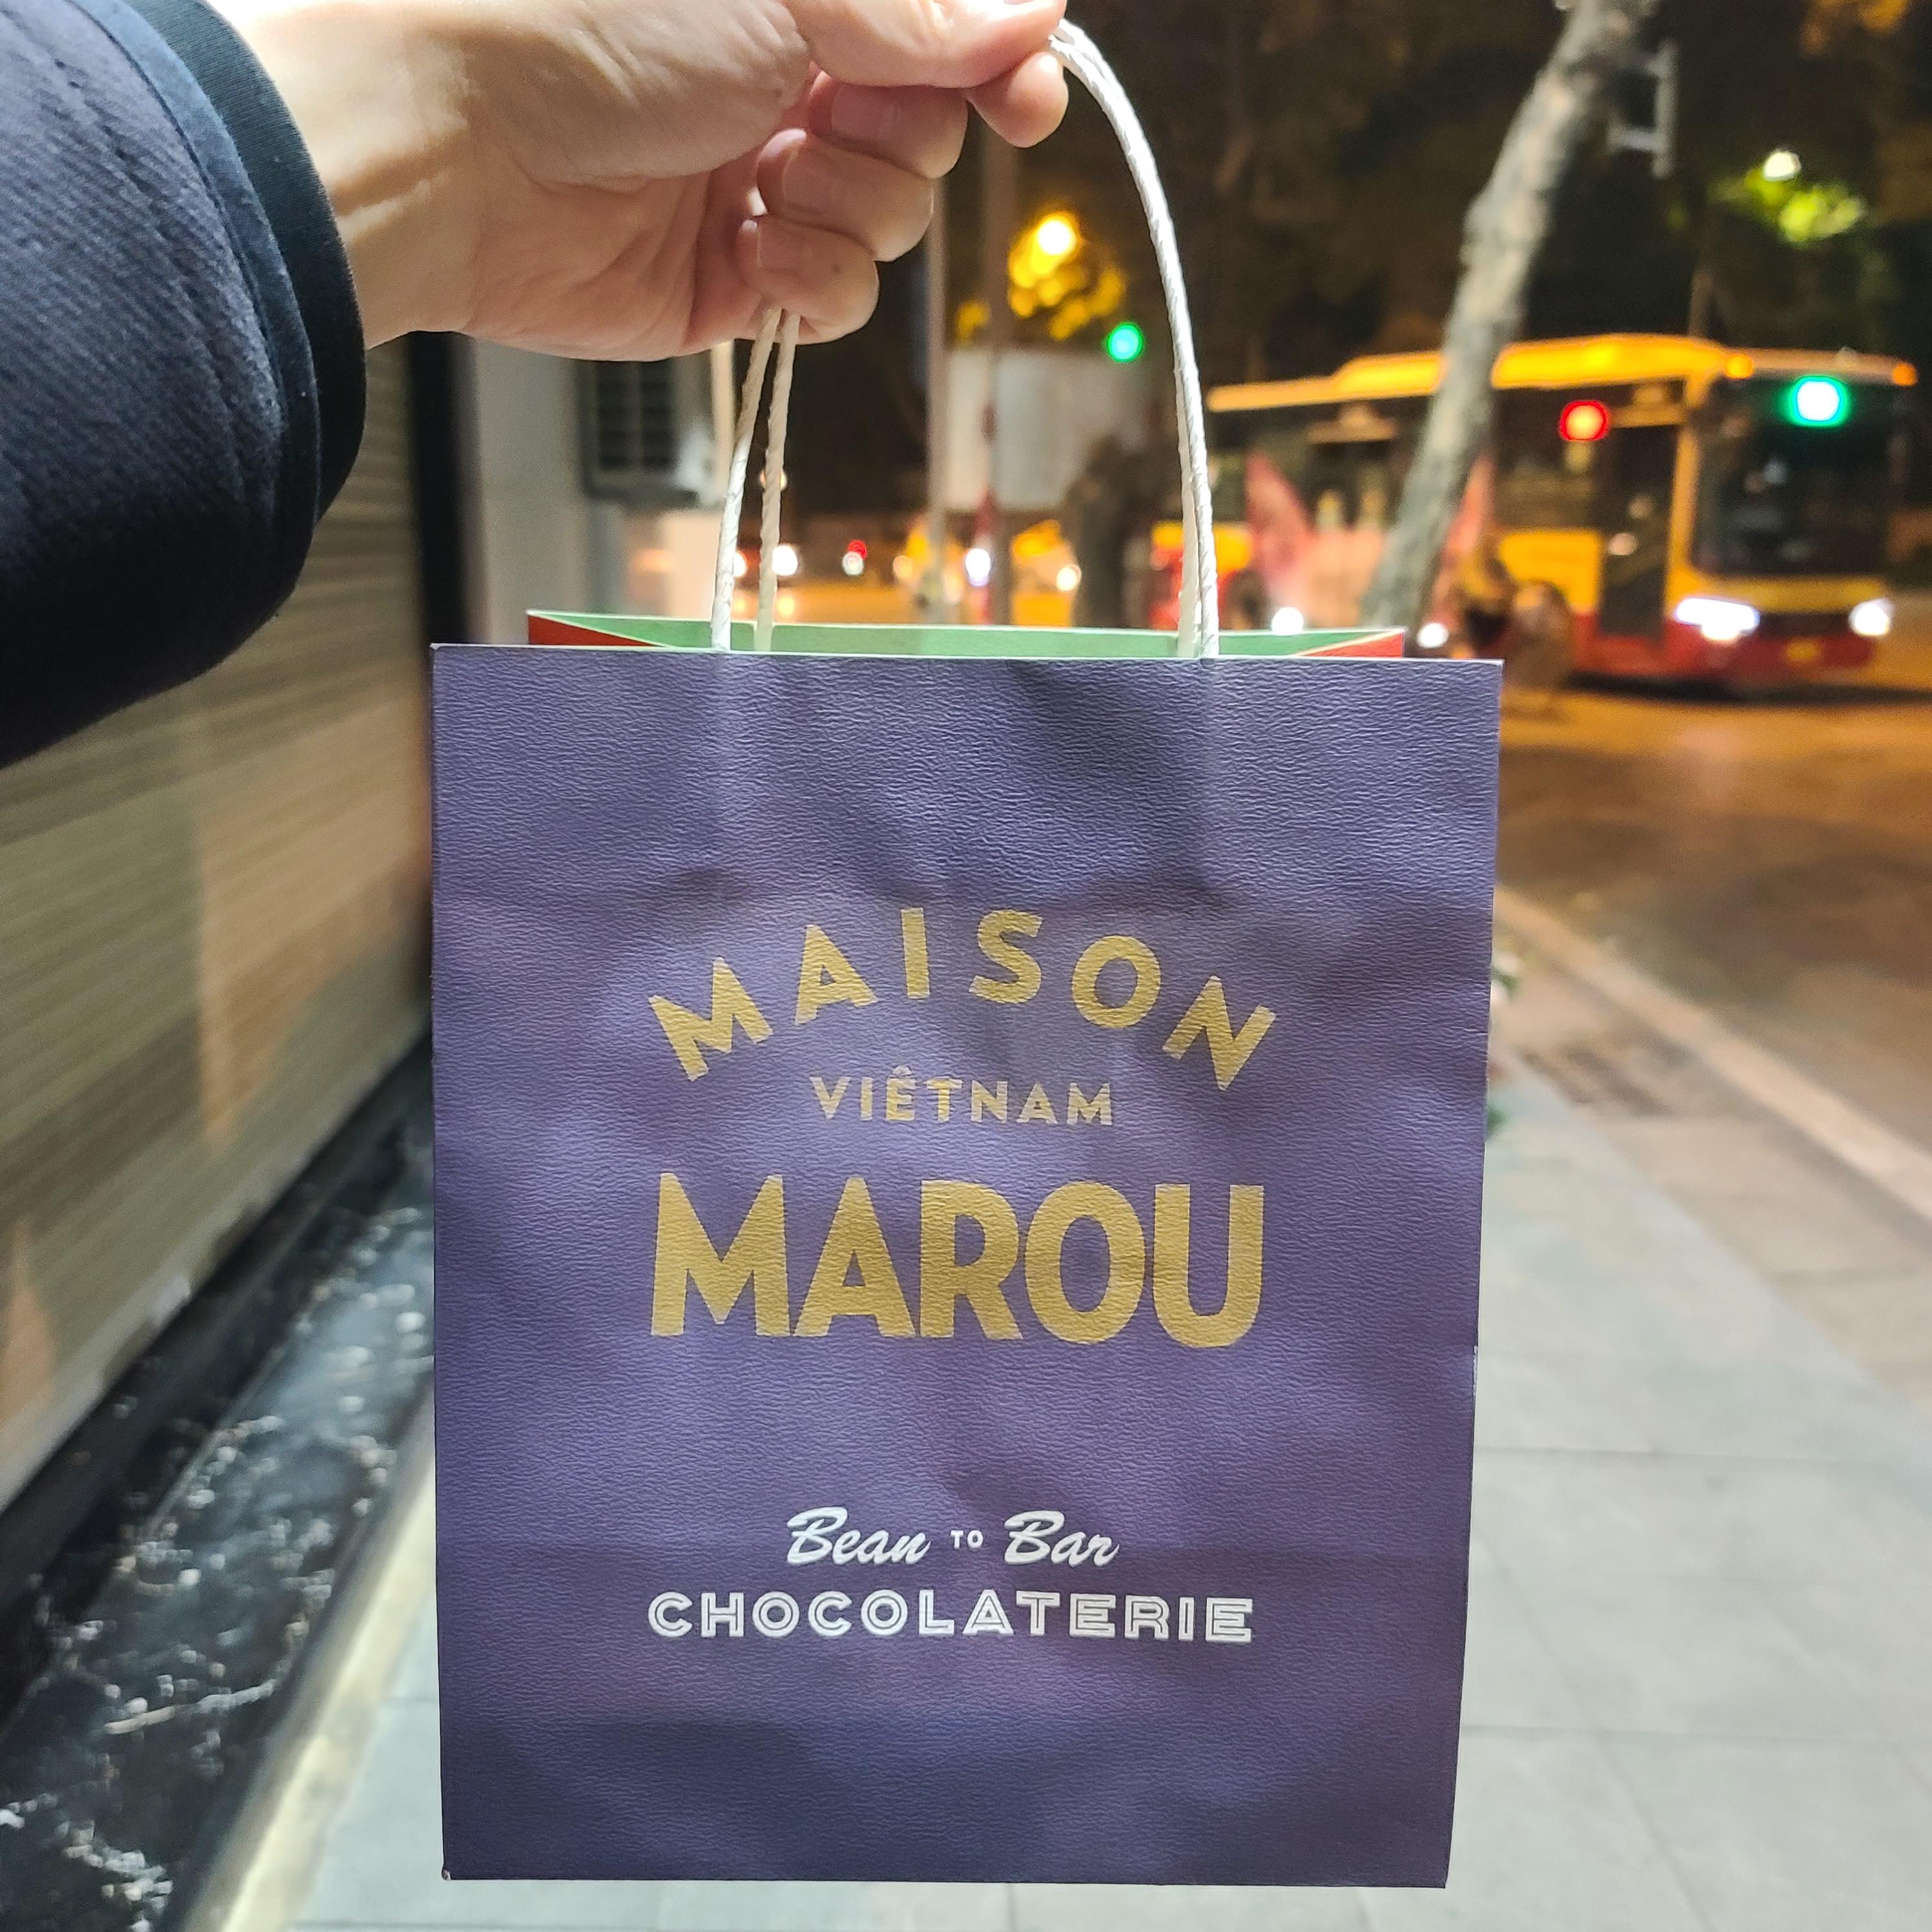 MAISON
VIÊTNAM
MAROU
Bean TO Bar
CHOCOLATERIE